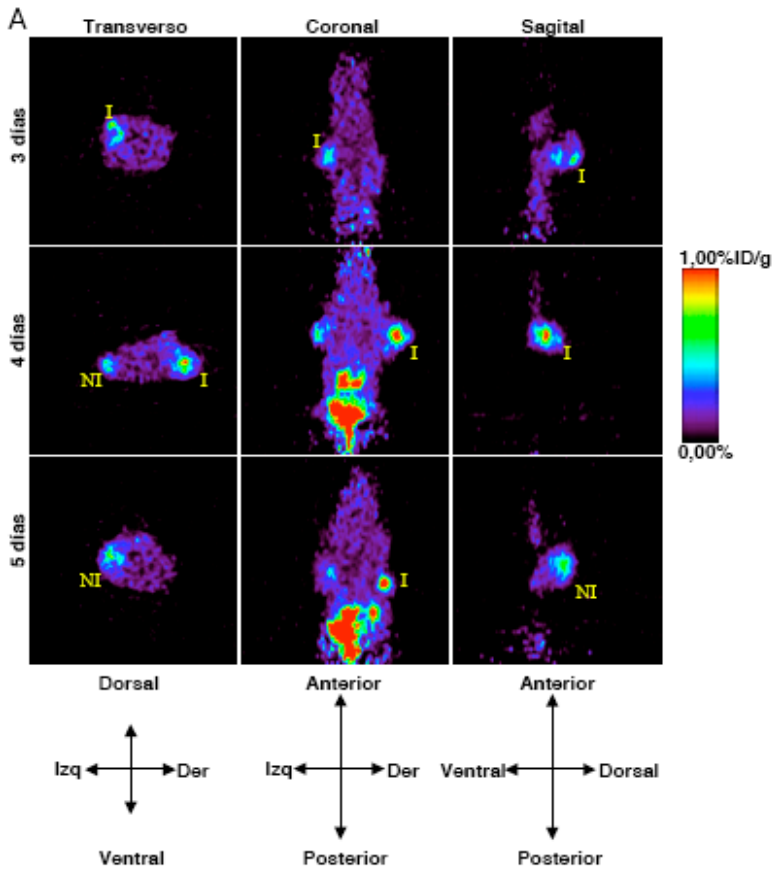 A
Transverso Coronal Sagital
3 días
I I I
1,00%ID/g
4 días
NI I I I
0,00%
5 días
NI I NI
Dorsal Anterior Anterior
Izq Der Izq Der Ventral Dorsal
Ventral Posterior Posterior